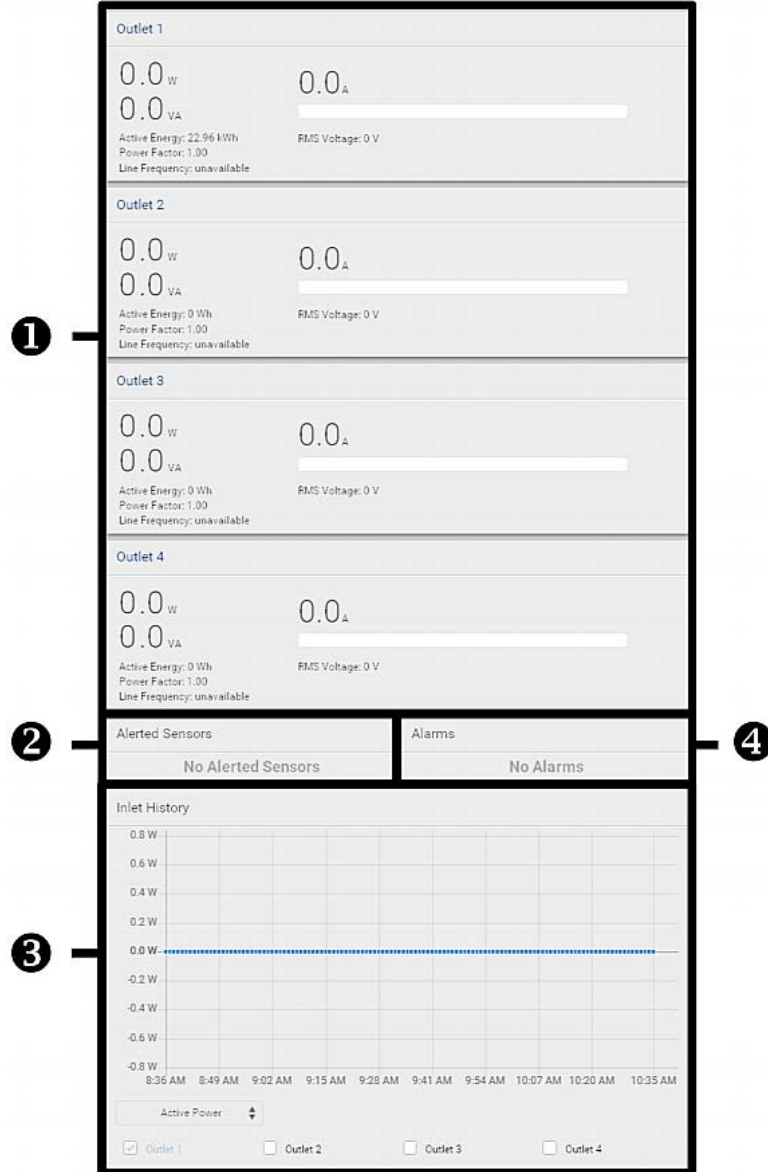 Outlet 1
0.0 W
0.0 VA
Active Energy: 22.96 kWh
Power Factor: 1.00
Line Frequency: unavailable
0.0 A
RMS Voltage: 0 V
Outlet 2
0.0 W
0.0 VA
Active Energy: 0 Wh
Power Factor: 1.00
Line Frequency: unavailable
0.0 A
RMS Voltage: 0 V
❶
Outlet 3
0.0 W
0.0 VA
Active Energy: 0 Wh
Power Factor: 1.00
Line Frequency: unavailable
0.0 A
RMS Voltage: 0 V
Outlet 4
0.0 W
0.0 VA
Active Energy: 0 Wh
Power Factor: 1.00
Line Frequency: unavailable
0.0 A
RMS Voltage: 0 V
❷
Alerted Sensors
No Alerted Sensors
Alarms
No Alarms
❹
Inlet History
0.8 W
0.6 W
0.4 W
0.2 W
❸
0.0 W
-0.2 W
-0.4 W
-0.6 W
-0.8 W
8:36 AM 8:49 AM 9:02 AM 9:15 AM 9:28 AM 9:41 AM 9:54 AM 10:07 AM 10:20 AM 10:35 AM
Active Power
Outlet 1 Outlet 2 Outlet 3 Outlet 4